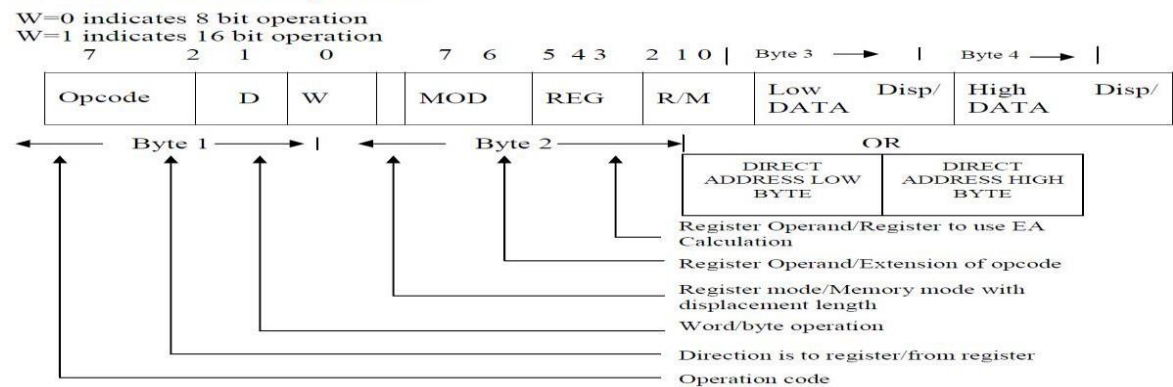 W=0 indicates 8 bit operation
W=1 indicates 16 bit operation
7 2 1 0 7 6 5 4 3 2 1 0 | Byte 3 | Byte 4 |
Opcode D W MOD REG R/M Low Disp/ High Disp/
DATA DATA
Byte 1 | Byte 2 | OR
DIRECT DIRECT
ADDRESS LOW ADDRESS HIGH
BYTE BYTE
Register Operand/Register to use EA
Calculation
Register Operand/Extension of opcode
Register mode/Memory mode with
displacement length
Word/byte operation
Direction is to register/from register
Operation code